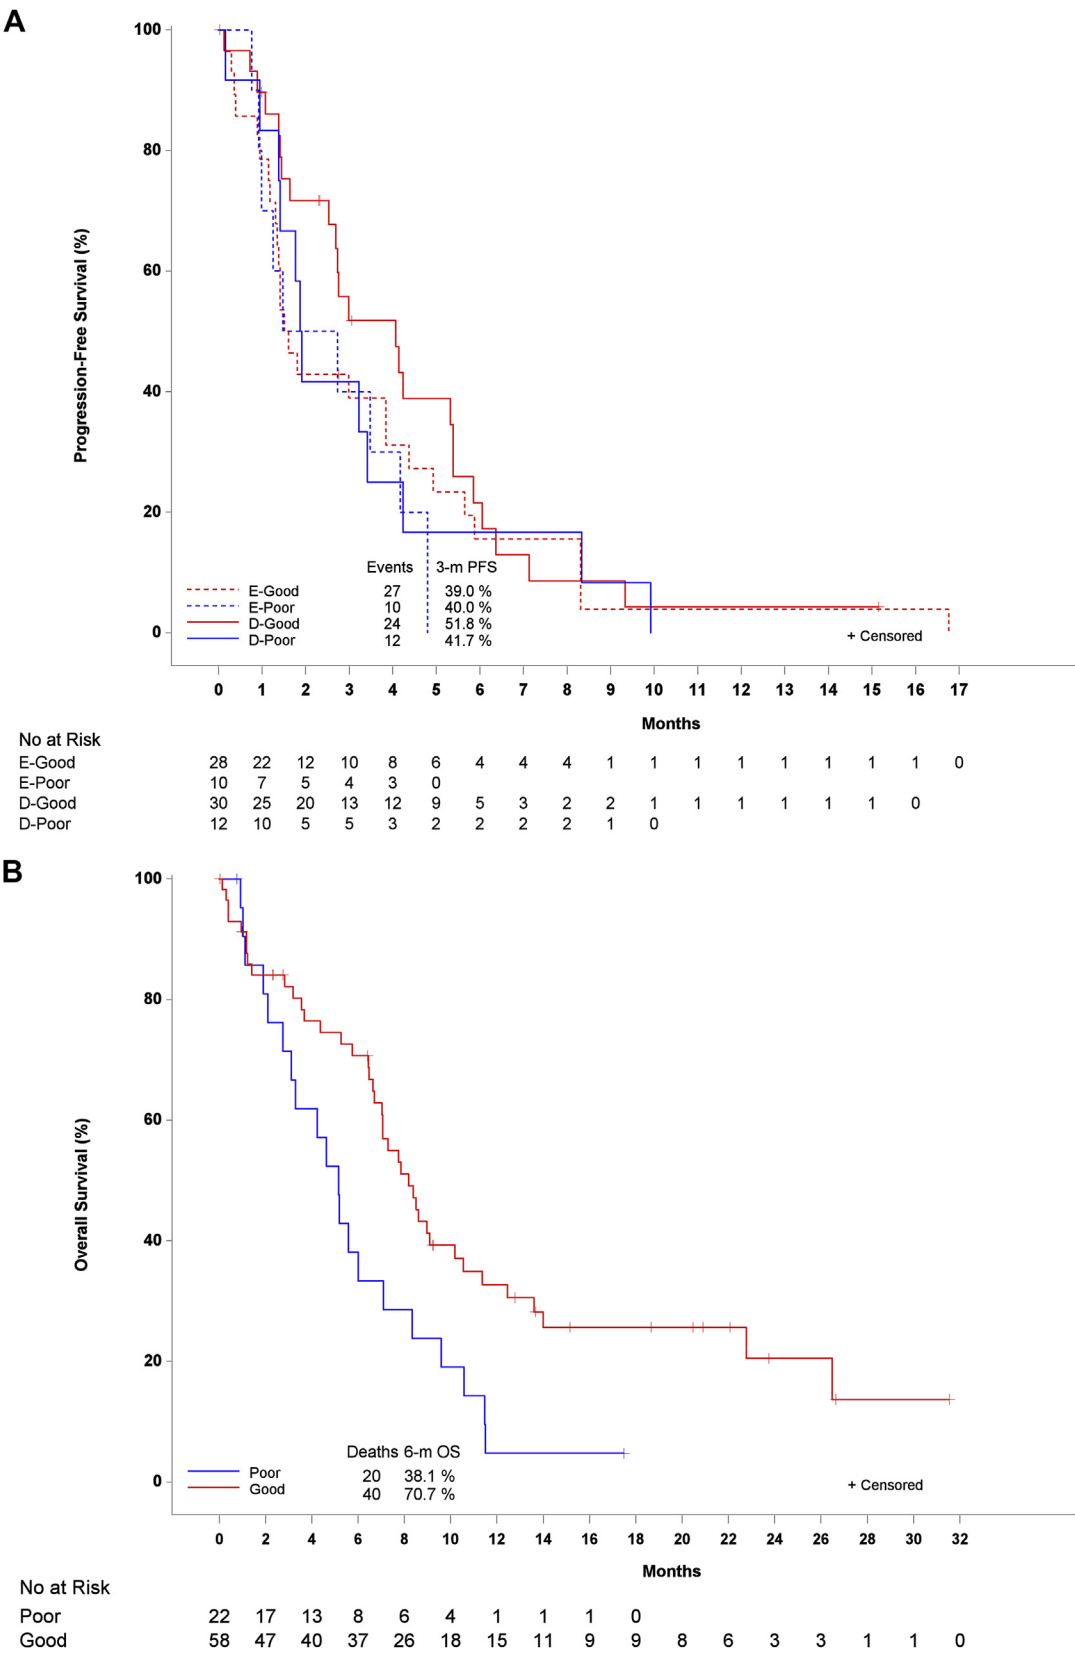 A
100
80
60
40
20
0
Progression-Free Survival (%)
Events 3-m PFS
E-Good 27 39.0 %
E-Poor 10 40.0 %
D-Good 24 51.8 %
D-Poor 12 41.7 %
+ Censored
0 1 2 3 4 5 6 7 8 9 10 11 12 13 14 15 16 17
Months
No at Risk
E-Good 28 22 12 10 8 6 4 4 4 1 1 1 1 1 1 1 1 0
E-Poor 10 7 5 4 3 0
D-Good 30 25 20 13 12 9 5 3 2 2 1 1 1 1 1 1 0
D-Poor 12 10 5 5 3 2 2 2 2 1 0
B
100
80
60
40
20
0
Overall Survival (%)
Deaths 6-m OS
Poor 20 38.1 %
Good 40 70.7 %
+ Censored
0 2 4 6 8 10 12 14 16 18 20 22 24 26 28 30 32
Months
No at Risk
Poor 22 17 13 8 6 4 1 1 1 0
Good 58 47 40 37 26 18 15 11 9 9 8 6 3 3 1 1 0